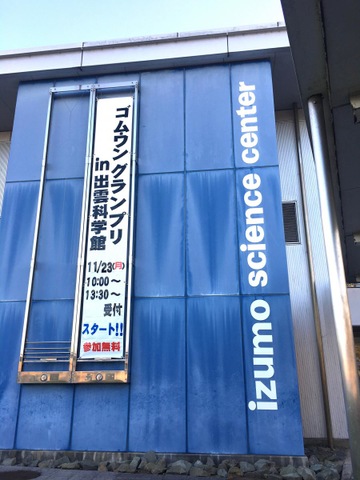 ゴムワングランプリ
in出雲科学館
11/23(月)
10:00〜
13:30〜
受付
スタート!!
参加無料
izumo science center